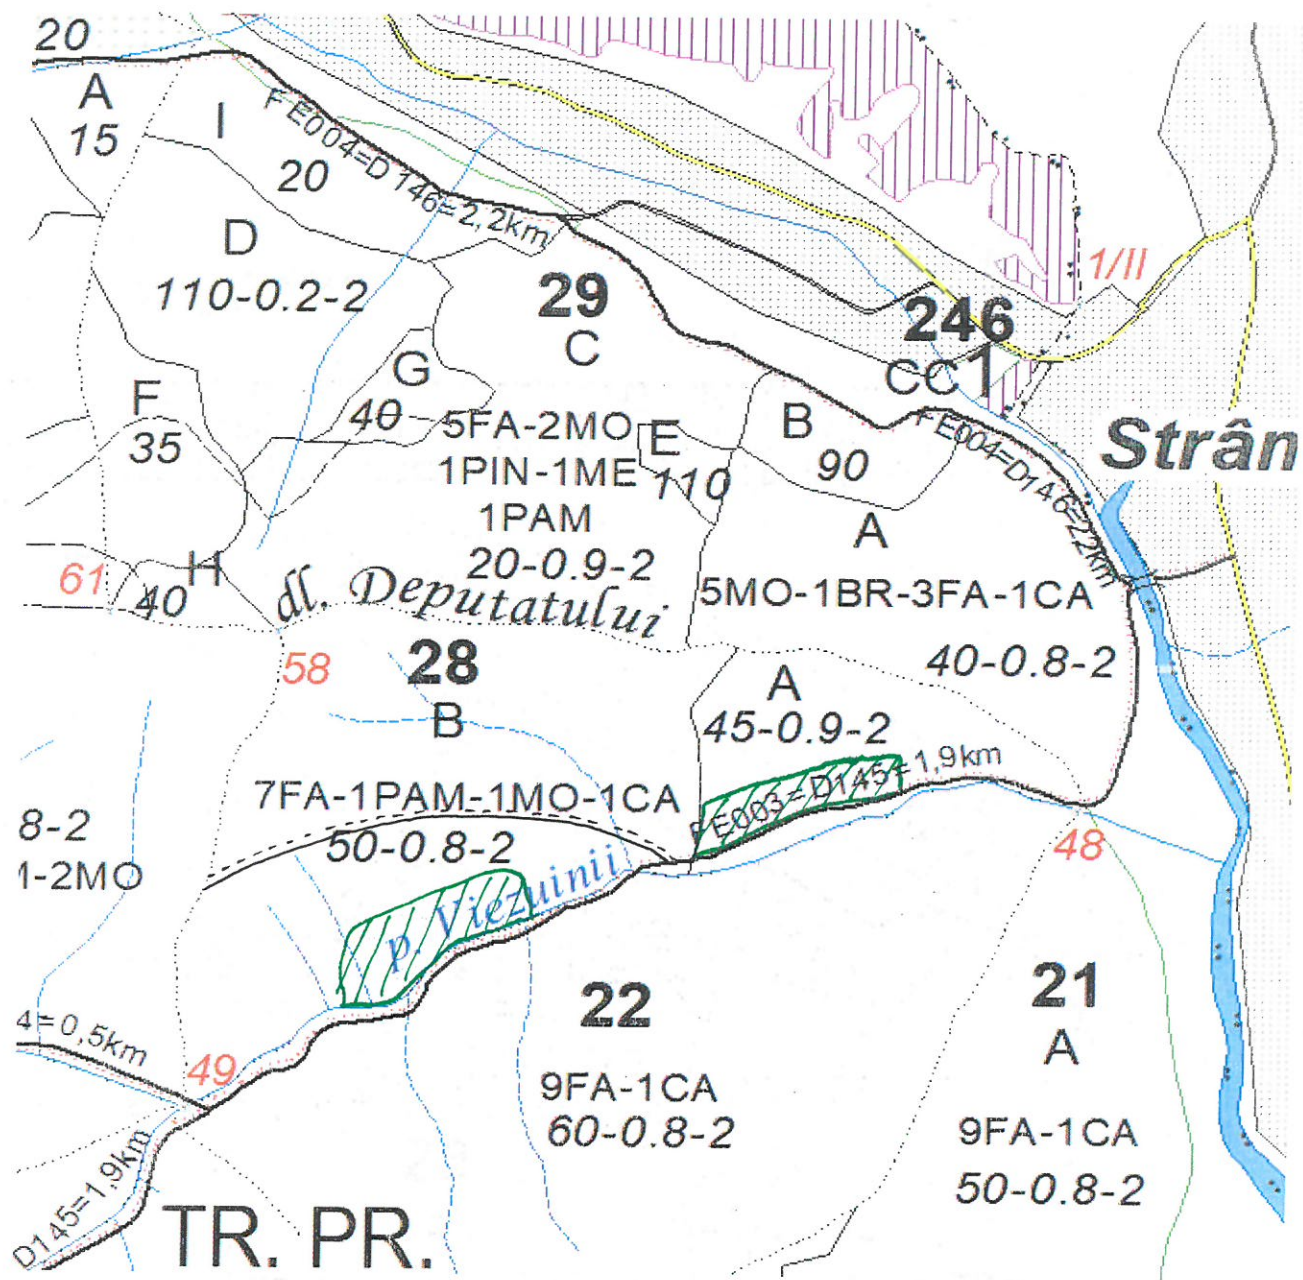 20
A
15
I
20
FE004=D146=2,2km
D
110-0.2-2
29
C
1/II
246
CC1
G
40
F
35
5FA-2MO
1PIN-1ME
1PAM
20-0.9-2
E
110
B
90
FE004=D146=2,2km
Strân
A
5MO-1BR-3FA-1CA
40-0.8-2
61
H
40
dl. Deputatului
58
28
B
A
45-0.9-2
7FA-1PAM-1MO-1CA
50-0.8-2
FE003=D145=1,9km
8-2
1-2MO
48
p. Viezuinii
22
9FA-1CA
60-0.8-2
21
A
9FA-1CA
50-0.8-2
4=0,5km
49
D145=1,9km
TR. PR.